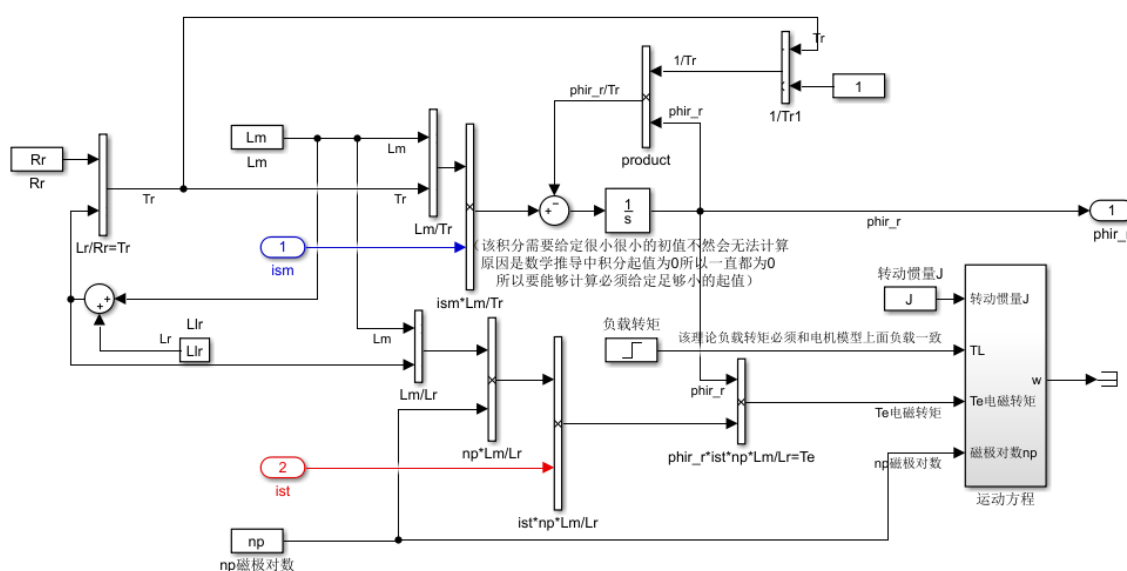 Tr
1/Tr
phir_r/Tr
1
1/Tr1
phir_r
product
Lm
Lm
Lm
Rr
Rr
Tr
Tr
Lm/Tr
Lr/Rr=Tr
1
s
phir_r
1
phir_r
1
ism
(该积分需要给定很小很小的初值不然会无法计算
原因是数学推导中积分起值为0所以一直都为0
所以要能够计算必须给定足够小的起值)
ism*Lm/Tr
转动惯量J
J
转动惯量J
Llr
Lr
Llr
Lm
Lm/Lr
负载转矩
该理论负载转矩必须和电机模型上面负载一致
TL
w
phir_r
Te电磁转矩
Te电磁转矩
np*Lm/Lr
phir_r*ist*np*Lm/Lr=Te
np磁极对数
磁极对数np
2
ist
运动方程
ist*np*Lm/Lr
np
np磁极对数